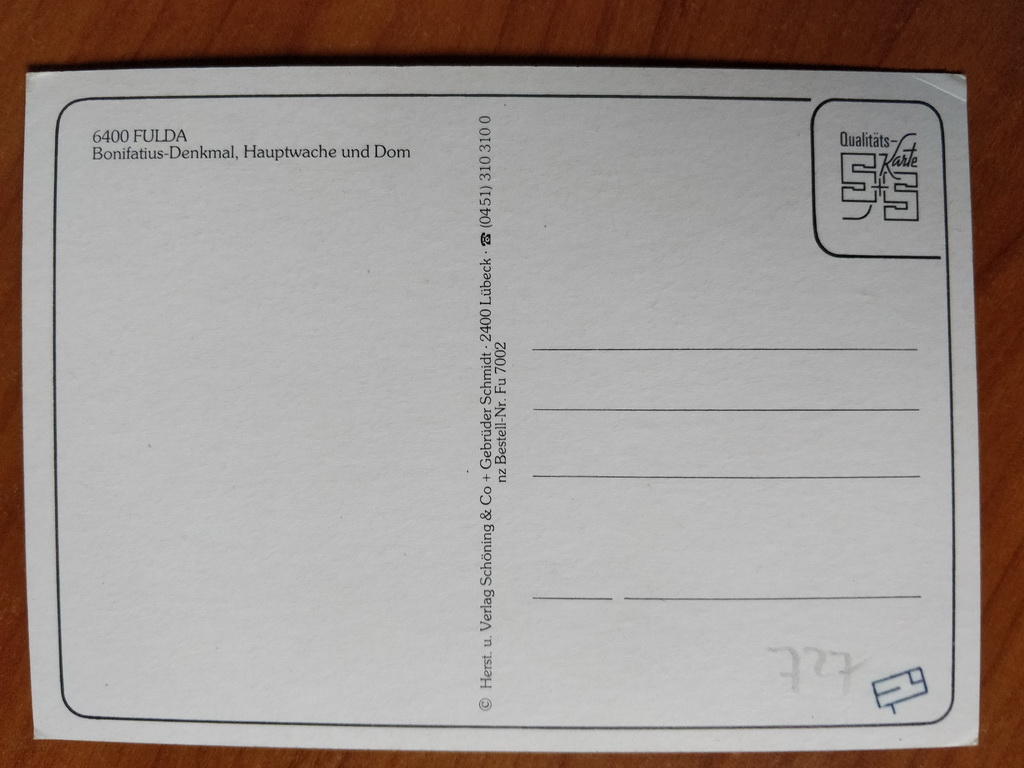 6400 FULDA
Bonifatius-Denkmal, Hauptwache und Dom
© Herst. u. Verlag Schöning & Co + Gebrüder Schmidt · 2400 Lübeck · ☎ (0451) 310 310 0
nz Bestell-Nr. Fu 7002
Qualitäts-
Karte
S+S